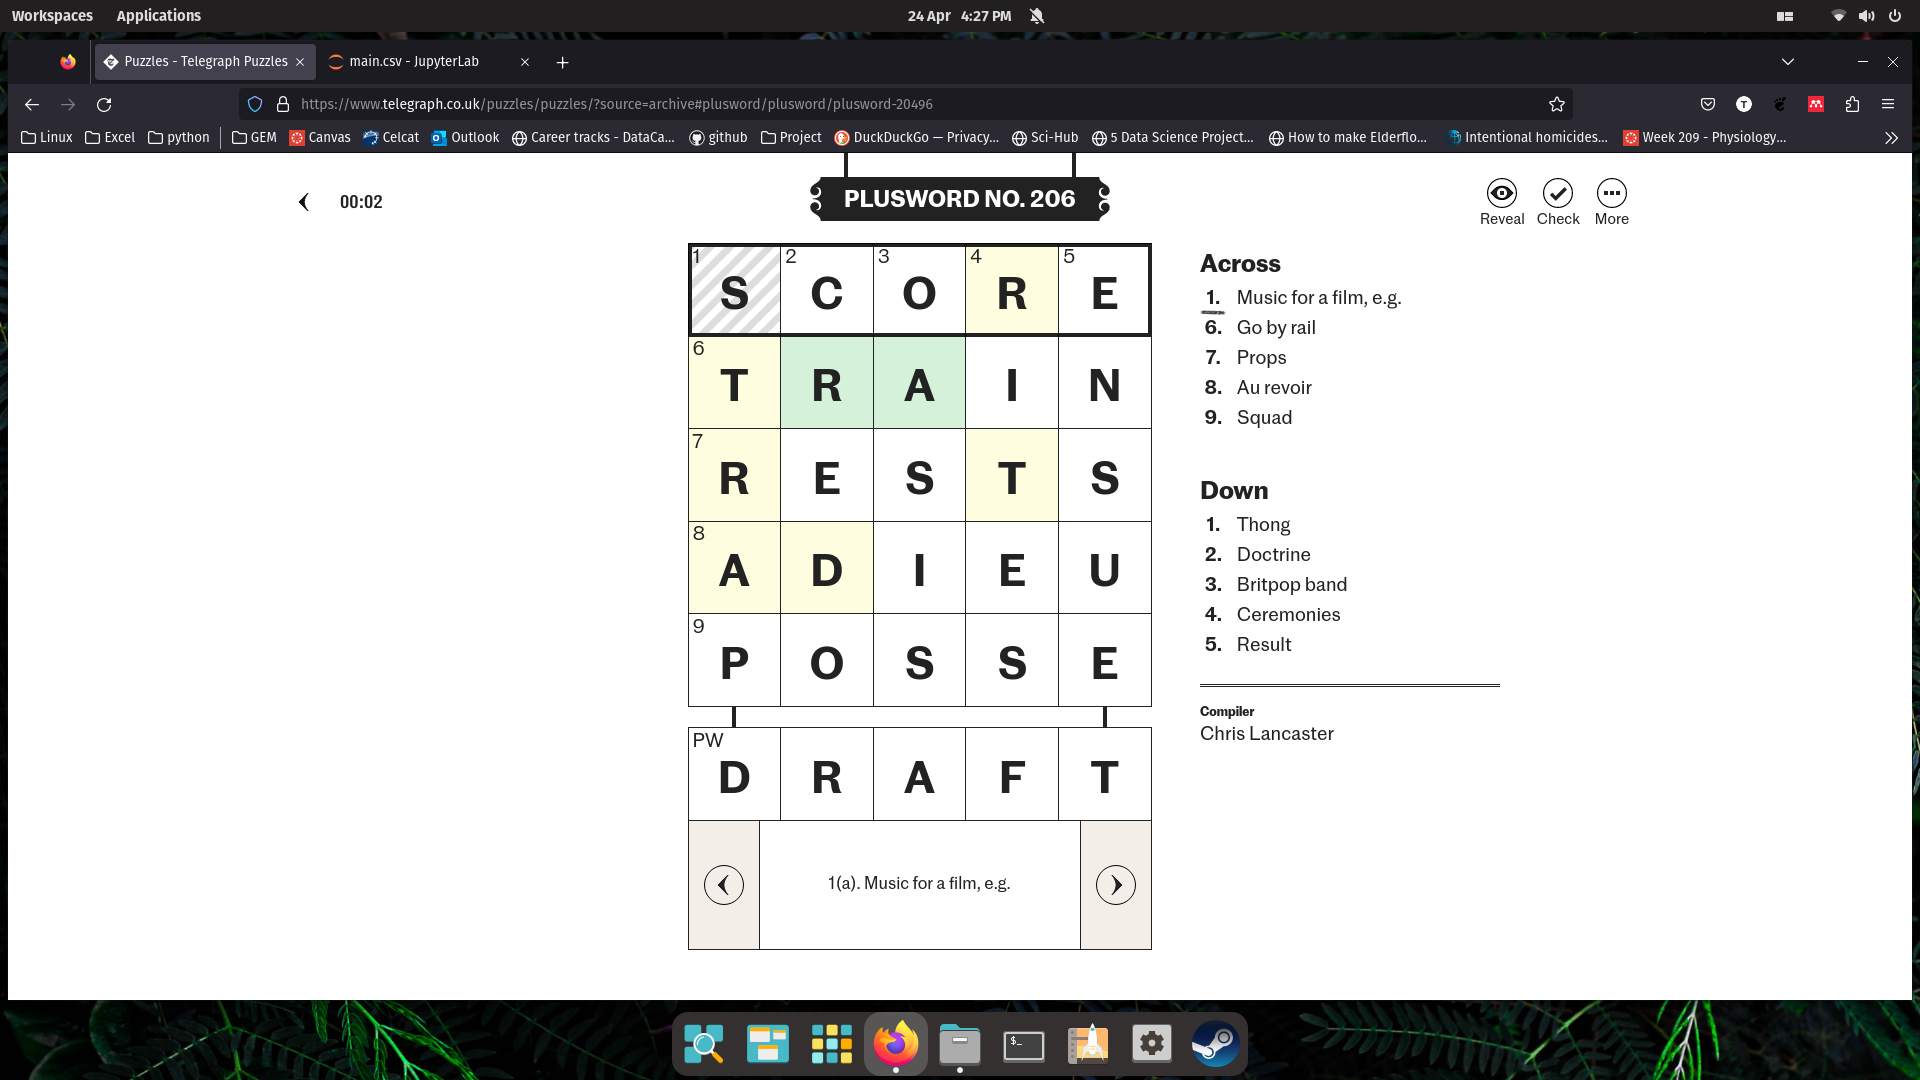 Workspaces Applications 24 Apr 4:27 PM
Puzzles - Telegraph Puzzles main.csv - JupyterLab
https://www.telegraph.co.uk/puzzles/puzzles/?source=archive#plusword/plusword/plusword-20496
Linux Excel python GEM Canvas Celcat Outlook Career tracks - DataCa... github Project DuckDuckGo — Privacy... Sci-Hub 5 Data Science Project... How to make Elderflo... Intentional homicides... Week 209 - Physiology...
00:02
PLUSWORD NO. 206
Reveal Check More
1 S 2 C 3 O 4 R 5 E
6 T R A I N
7 R E S T S
8 A D I E U
9 P O S S E
PW D R A F T
1(a). Music for a film, e.g.
Across
1. Music for a film, e.g.
6. Go by rail
7. Props
8. Au revoir
9. Squad
Down
1. Thong
2. Doctrine
3. Britpop band
4. Ceremonies
5. Result
Compiler
Chris Lancaster